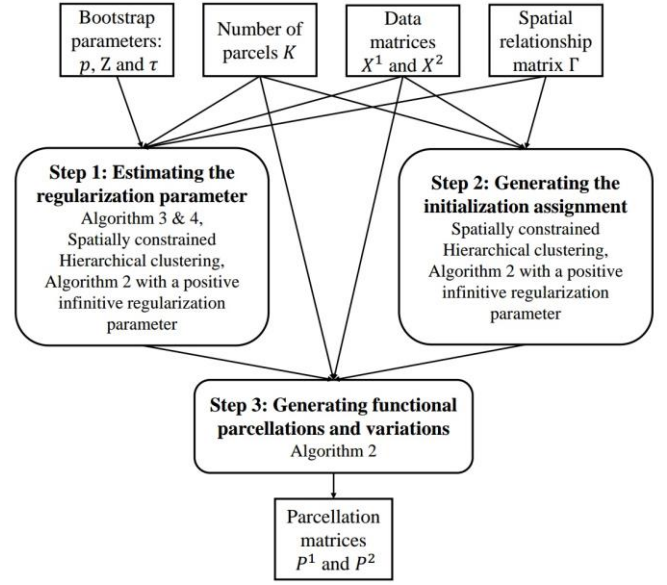 Bootstrap
parameters:
p, Z and τ
Number of
parcels K
Data
matrices
X¹ and X²
Spatial
relationship
matrix Γ
Step 1: Estimating the
regularization parameter
Algorithm 3 & 4,
Spatially constrained
Hierarchical clustering,
Algorithm 2 with a positive
infinitive regularization
parameter
Step 2: Generating the
initialization assignment
Spatially constrained
Hierarchical clustering,
Algorithm 2 with a positive
infinitive regularization
parameter
Step 3: Generating functional
parcellations and variations
Algorithm 2
Parcellation
matrices
P¹ and P²